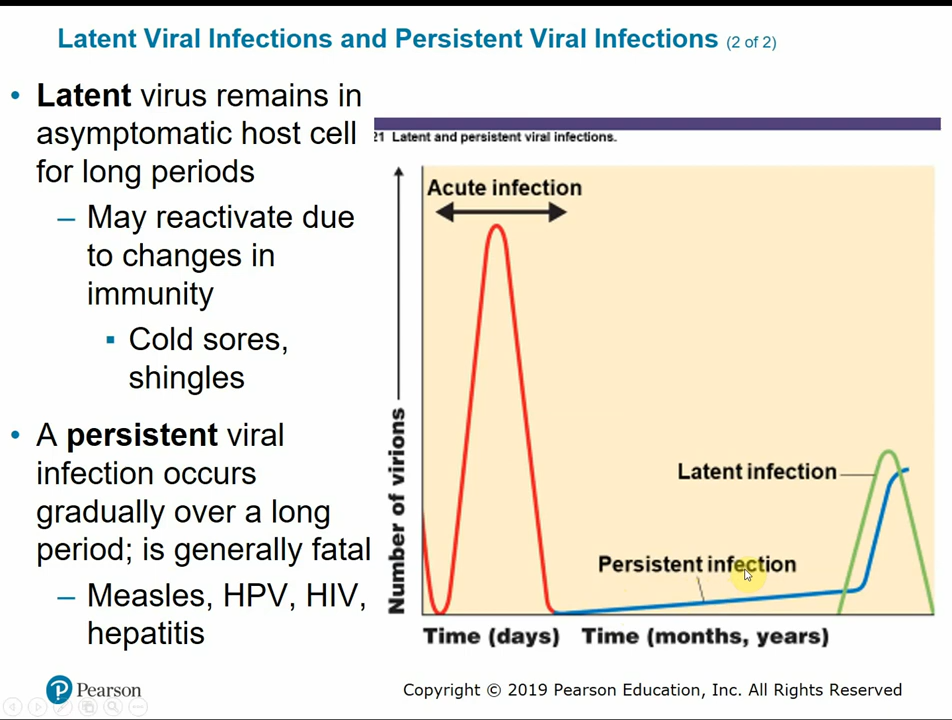 Latent Viral Infections and Persistent Viral Infections (2 of 2)
• Latent virus remains in
asymptomatic host cell
for long periods
– May reactivate due
to changes in
immunity
▪ Cold sores,
shingles
• A persistent viral
infection occurs
gradually over a long
period; is generally fatal
– Measles, HPV, HIV,
hepatitis
21 Latent and persistent viral infections.
Acute infection
Number of virions
Latent infection
Persistent infection
Time (days)
Time (months, years)
P Pearson
Copyright © 2019 Pearson Education, Inc. All Rights Reserved